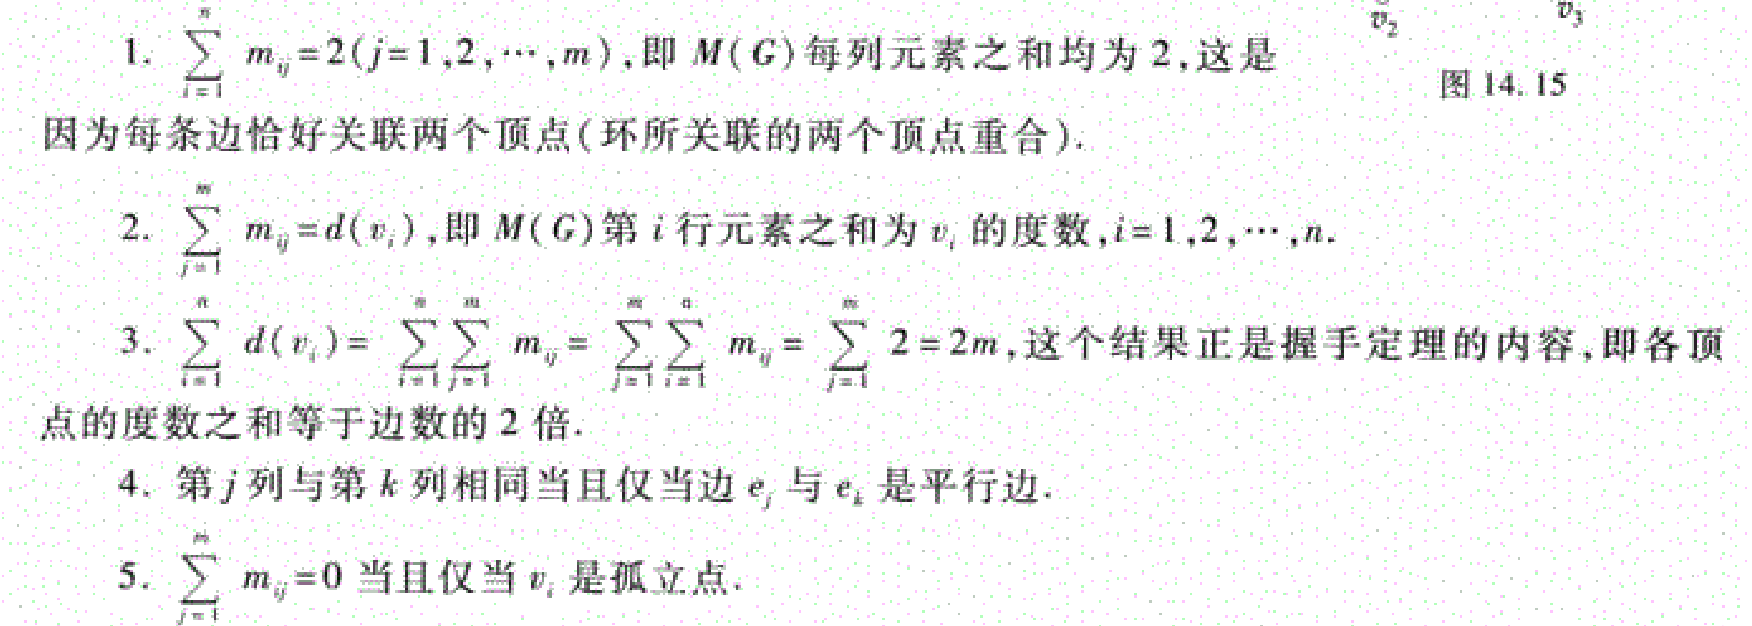 v₂ v₃
1. $\sum_{i=1}^{n} m_{ij}=2(j=1,2,\cdots,m)$,即 M(G)每列元素之和均为 2,这是
图 14.15
因为每条边恰好关联两个顶点(环所关联的两个顶点重合).
2. $\sum_{j=1}^{m} m_{ij}=d(v_i)$,即 M(G)第 i 行元素之和为 $v_i$ 的度数,i=1,2,⋯,n.
3. $\sum_{i=1}^{n} d(v_i)=\sum_{i=1}^{n}\sum_{j=1}^{m} m_{ij}=\sum_{j=1}^{m}\sum_{i=1}^{n} m_{ij}=\sum_{j=1}^{m} 2=2m$,这个结果正是握手定理的内容,即各顶
点的度数之和等于边数的 2 倍.
4. 第 j 列与第 k 列相同当且仅当边 $e_j$ 与 $e_k$ 是平行边.
5. $\sum_{j=1}^{m} m_{ij}=0$ 当且仅当 $v_i$ 是孤立点.